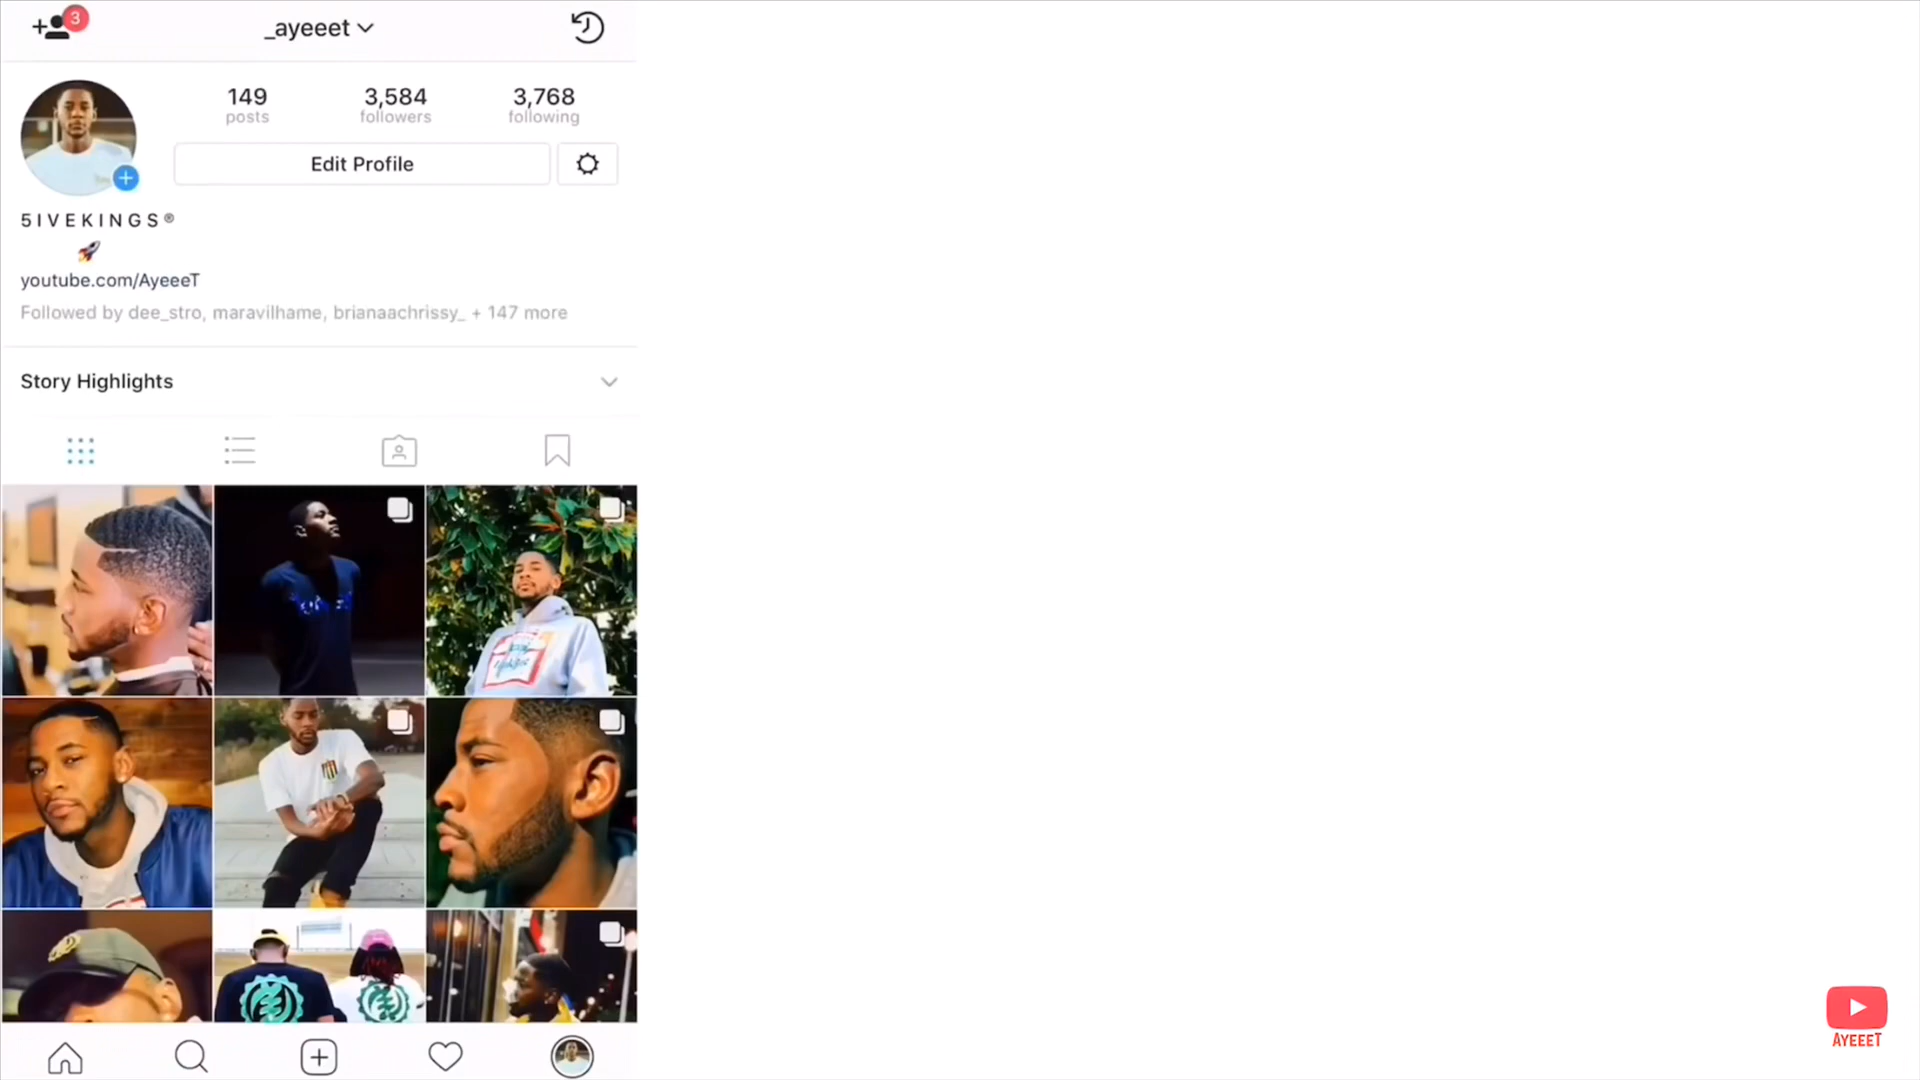 3
_ayeeet
149
3,584
3,768
posts
followers
following
Edit Profile
5IVEKINGS®
youtube.com/AyeeeT
Followed by dee_stro, maravilhame, brianaachrissy_ + 147 more
Story Highlights
AYEEET